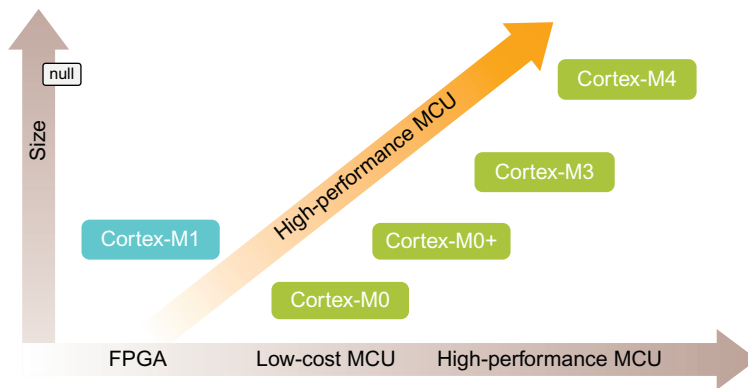 Cortex-M4
null
High-performance MCU
Size
Cortex-M3
Cortex-M1
Cortex-M0+
Cortex-M0
FPGA
Low-cost MCU
High-performance MCU